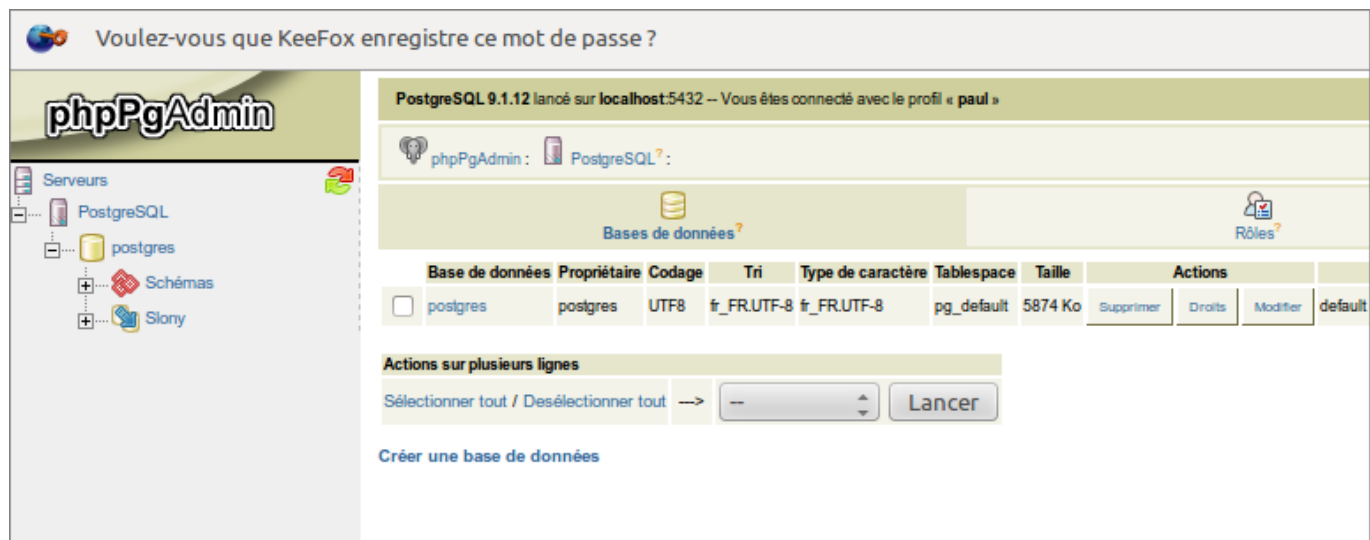 Voulez-vous que KeeFox enregistre ce mot de passe ?
phpPgAdmin
Serveurs
PostgreSQL
postgres
Schémas
Slony
PostgreSQL 9.1.12 lancé sur localhost:5432 -- Vous êtes connecté avec le profil « paul »
phpPgAdmin : PostgreSQL? :
Bases de données? Rôles?
Base de données Propriétaire Codage Tri Type de caractère Tablespace Taille Actions
postgres postgres UTF8 fr_FR.UTF-8 fr_FR.UTF-8 pg_default 5874 Ko Supprimer Droits Modifier default
Actions sur plusieurs lignes
Sélectionner tout / Desélectionner tout ---> -- Lancer
Créer une base de données